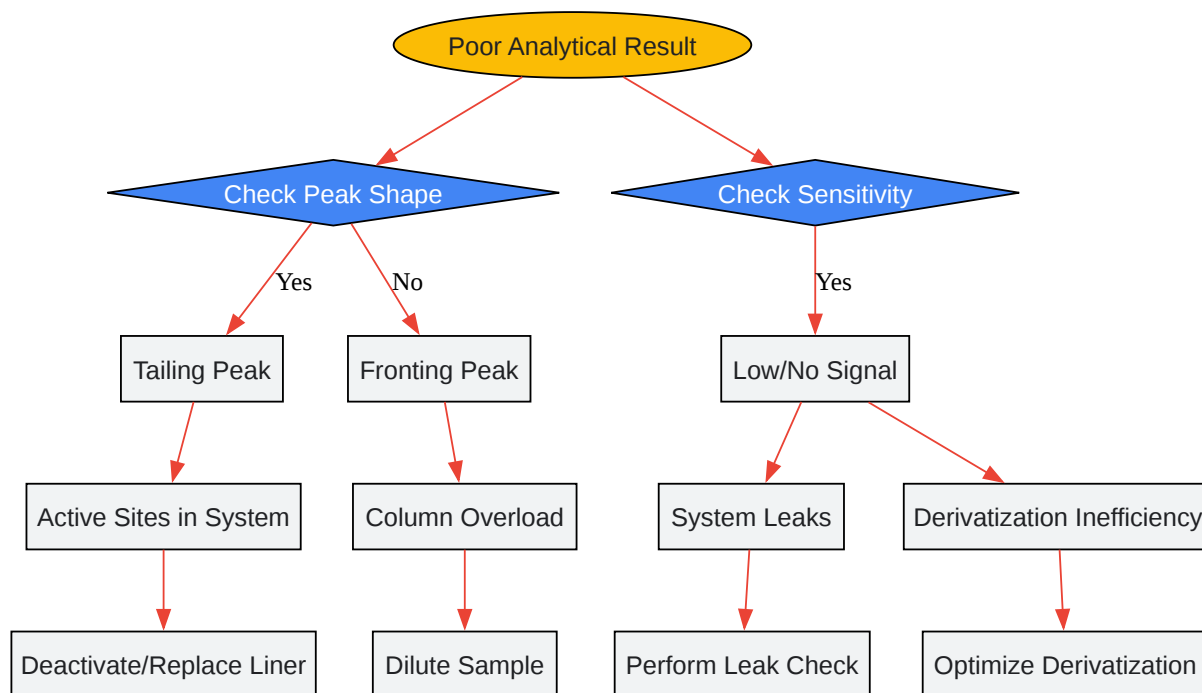 Poor Analytical Result
Check Peak Shape
Check Sensitivity
Yes
No
Yes
Tailing Peak
Fronting Peak
Low/No Signal
Active Sites in System
Column Overload
System Leaks
Derivatization Inefficiency
Deactivate/Replace Liner
Dilute Sample
Perform Leak Check
Optimize Derivatization